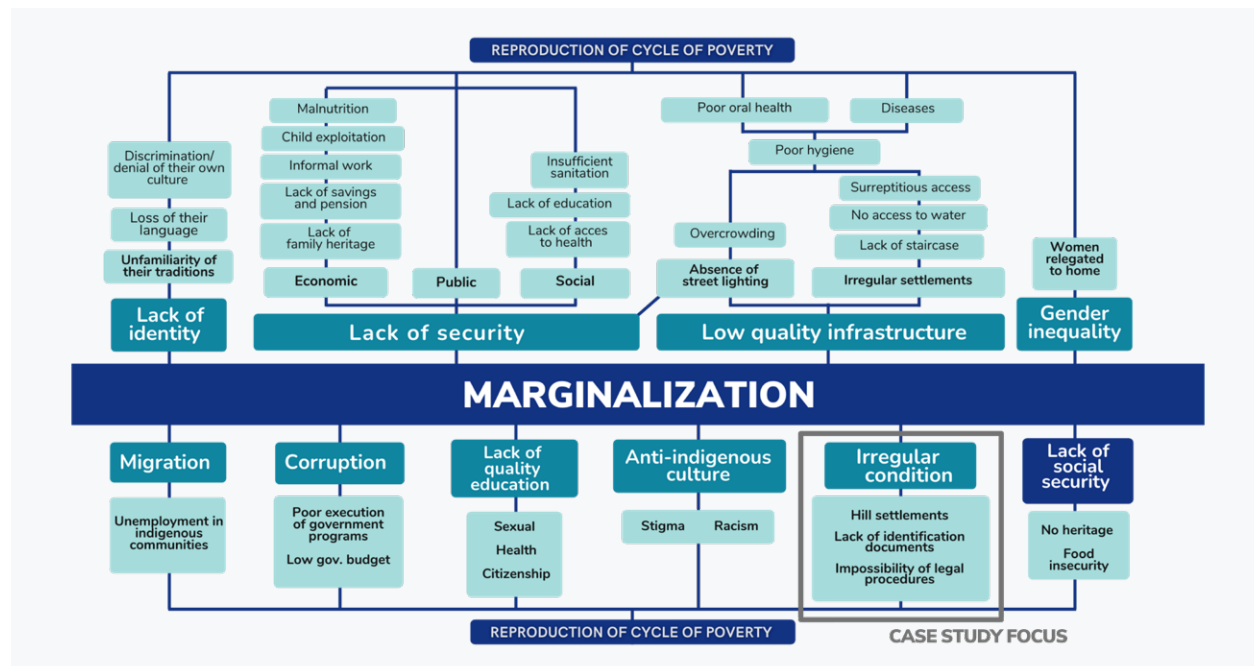 REPRODUCTION OF CYCLE OF POVERTY
Discrimination/
denial of their own
culture
Loss of their
language
Unfamiliarity of
their traditions
Lack of
identity
Malnutrition
Child exploitation
Informal work
Lack of savings
and pension
Lack of
family heritage
Economic
Public
Insufficient
sanitation
Lack of education
Lack of acces
to health
Social
Lack of security
Poor oral health
Diseases
Poor hygiene
Overcrowding
Absence of
street lighting
Surreptitious access
No access to water
Lack of staircase
Irregular settlements
Low quality infrastructure
Women
relegated
to home
Gender
inequality
MARGINALIZATION
Migration
Unemployment in
indigenous
communities
Corruption
Poor execution
of government
programs
Low gov. budget
Lack of
quality
education
Sexual
Health
Citizenship
Anti-indigenous
culture
Stigma Racism
Irregular
condition
Hill settlements
Lack of identification
documents
Impossibility of legal
procedures
Lack of
social
security
No heritage
Food
insecurity
REPRODUCTION OF CYCLE OF POVERTY
CASE STUDY FOCUS